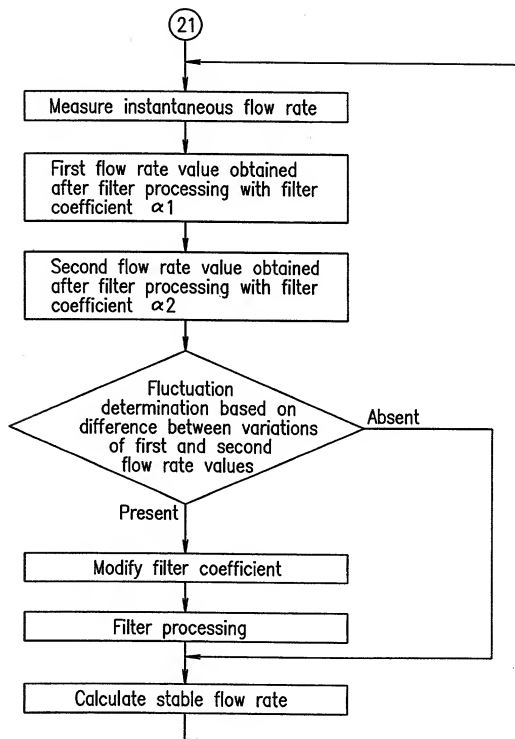 21
Measure instantaneous flow rate
First flow rate value obtained
after filter processing with filter
coefficient α1
Second flow rate value obtained
after filter processing with filter
coefficient α2
Fluctuation
determination based on
difference between variations
of first and second
flow rate values
Absent
Present
Modify filter coefficient
Filter processing
Calculate stable flow rate